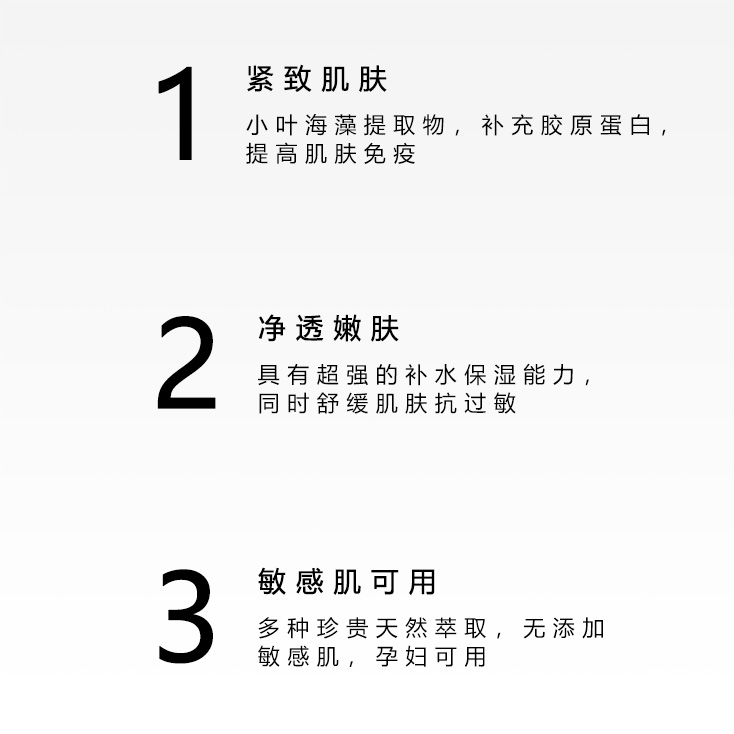 1
紧致肌肤
小叶海藻提取物，补充胶原蛋白，
提高肌肤免疫
2
净透嫩肤
具有超强的补水保湿能力，
同时舒缓肌肤抗过敏
3
敏感肌可用
多种珍贵天然萃取，无添加
敏感肌，孕妇可用